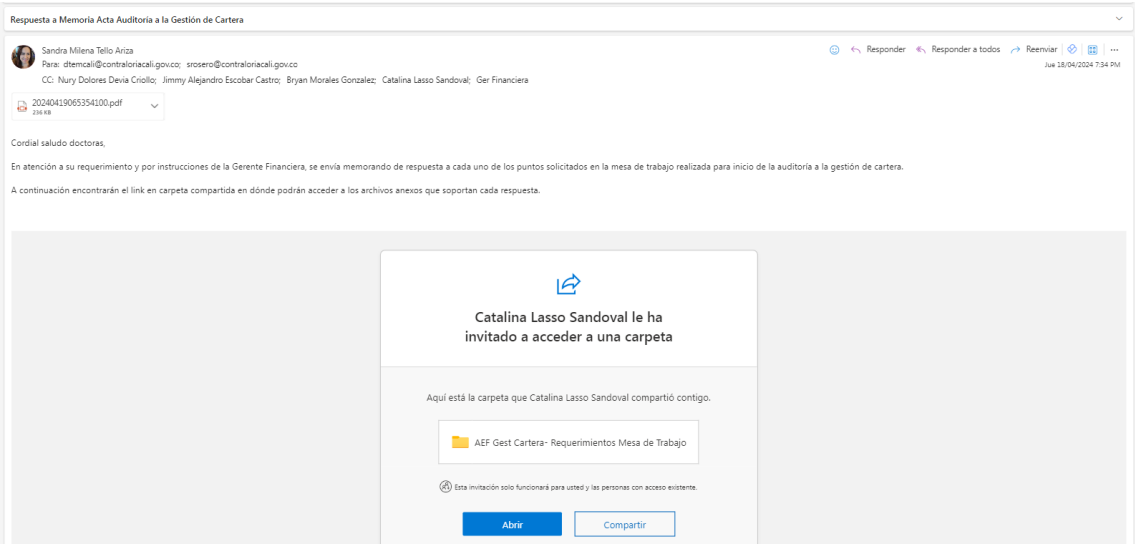 Respuesta a Memoria Acta Auditoría a la Gestión de Cartera
Sandra Milena Tello Ariza
Responder Responder a todos Reenviar
Para: dtemcali@contraloriacali.gov.co; srosero@contraloriacali.gov.co
Jue 18/04/2024 7:34 PM
CC: Nury Dolores Devia Criollo; Jimmy Alejandro Escobar Castro; Bryan Morales Gonzalez; Catalina Lasso Sandoval; Ger Financiera
20240419065354100.pdf
236 KB
Cordial saludo doctoras,
En atención a su requerimiento y por instrucciones de la Gerente Financiera, se envía memorando de respuesta a cada uno de los puntos solicitados en la mesa de trabajo realizada para inicio de la auditoría a la gestión de cartera.
A continuación encontrarán el link en carpeta compartida en dónde podrán acceder a los archivos anexos que soportan cada respuesta.
Catalina Lasso Sandoval le ha
invitado a acceder a una carpeta
Aquí está la carpeta que Catalina Lasso Sandoval compartió contigo.
AEF Gest Cartera- Requerimientos Mesa de Trabajo
Esta invitación solo funcionará para usted y las personas con acceso existente.
Abrir Compartir